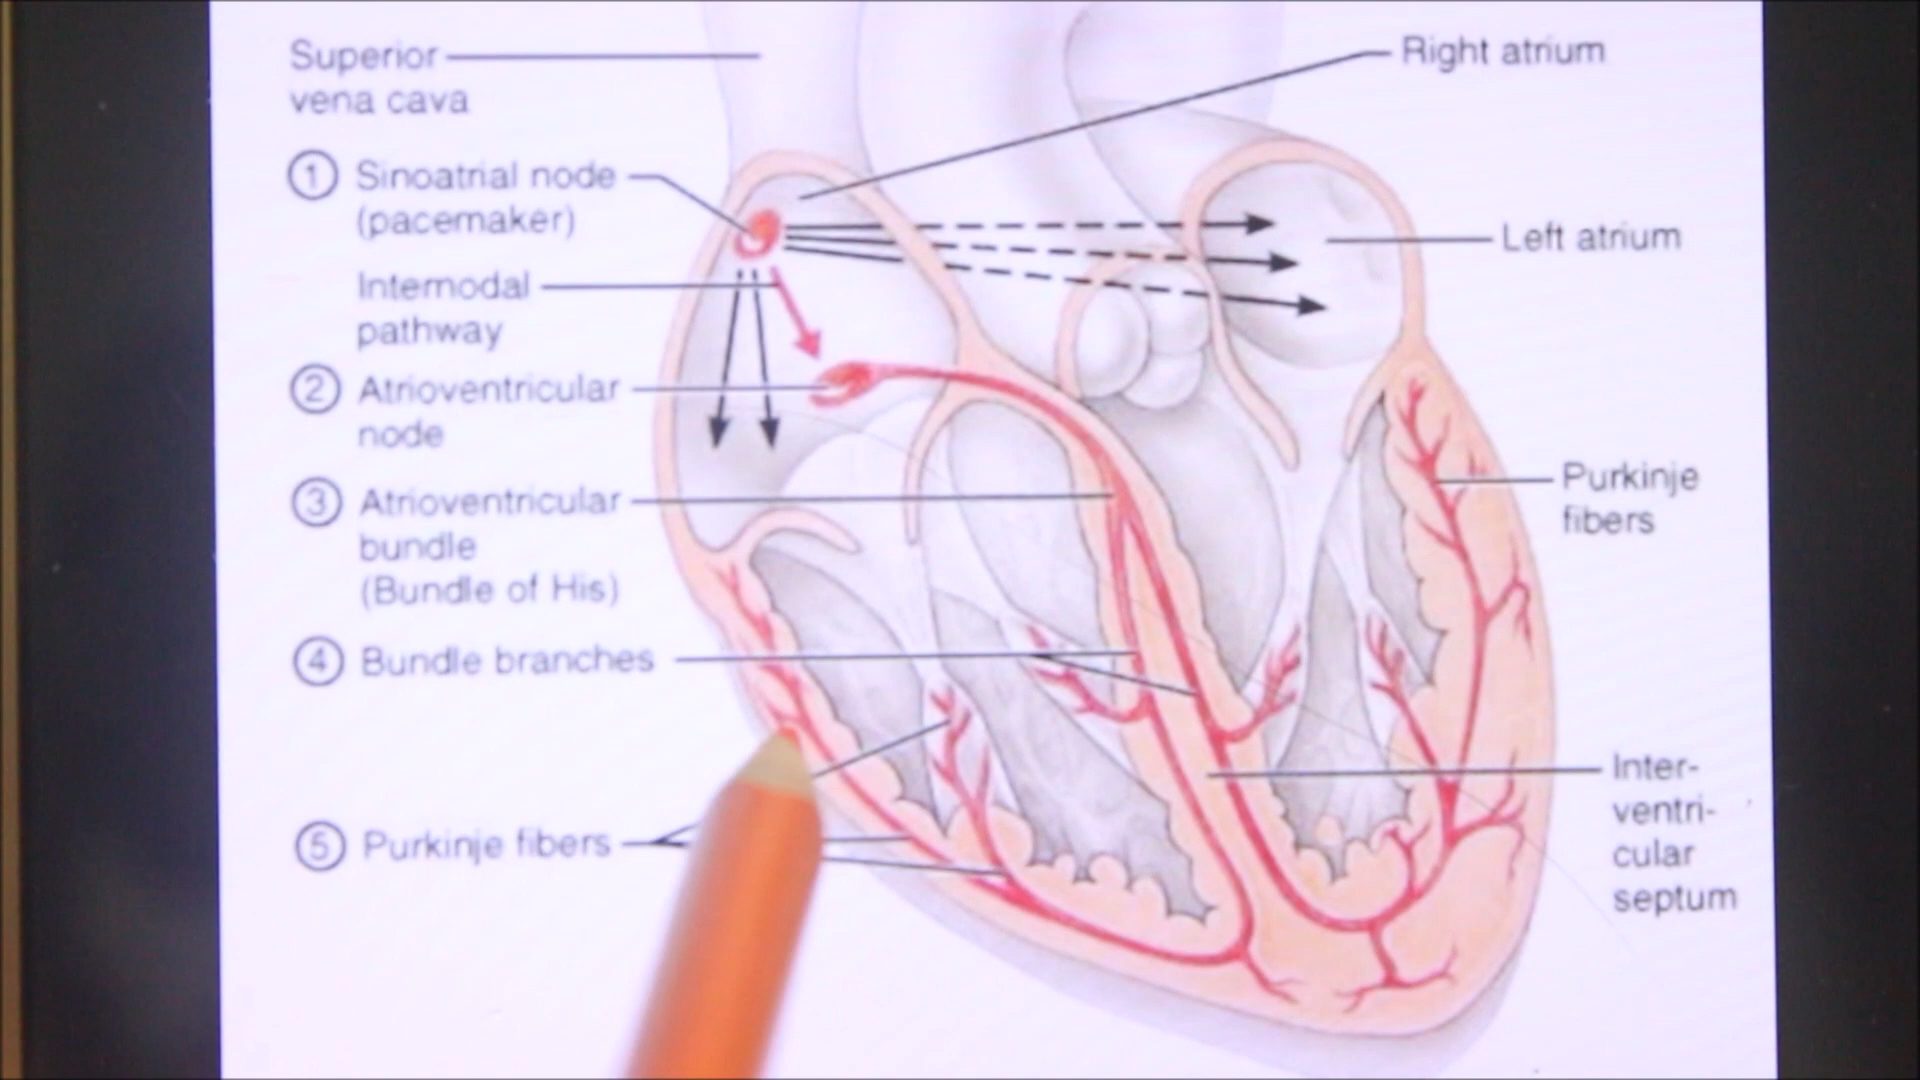 Superior
vena cava
1 Sinoatrial node
(pacemaker)
Internodal
pathway
2 Atrioventricular
node
3 Atrioventricular
bundle
(Bundle of His)
4 Bundle branches
5 Purkinje fibers
Right atrium
Left atrium
Purkinje
fibers
Inter-
ventri-
cular
septum